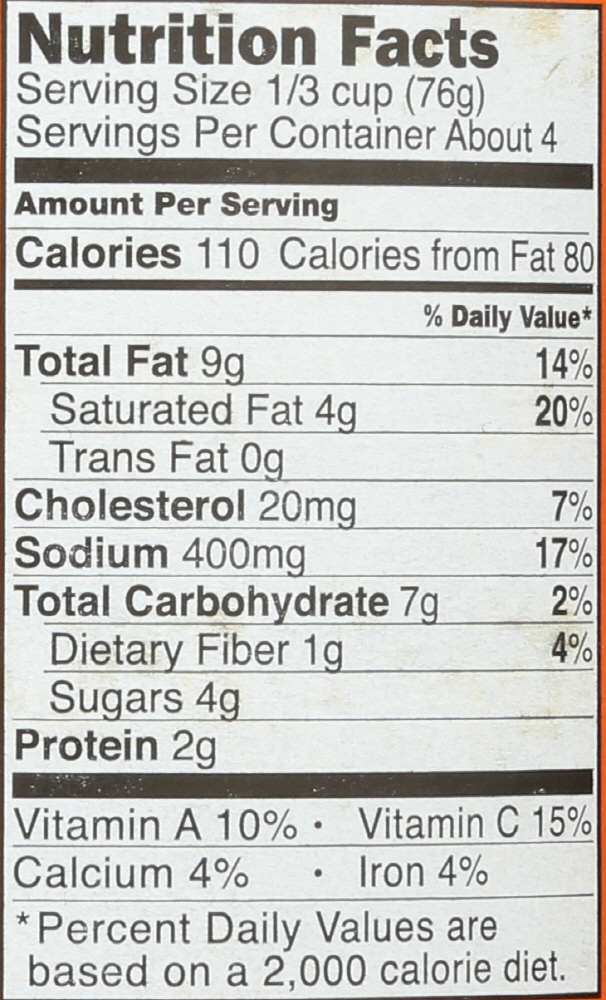 Nutrition Facts
Serving Size 1/3 cup (76g)
Servings Per Container About 4
Amount Per Serving
Calories 110 Calories from Fat 80
% Daily Value*
Total Fat 9g 14%
Saturated Fat 4g 20%
Trans Fat 0g
Cholesterol 20mg 7%
Sodium 400mg 17%
Total Carbohydrate 7g 2%
Dietary Fiber 1g 4%
Sugars 4g
Protein 2g
Vitamin A 10% · Vitamin C 15%
Calcium 4% · Iron 4%
* Percent Daily Values are
based on a 2,000 calorie diet.